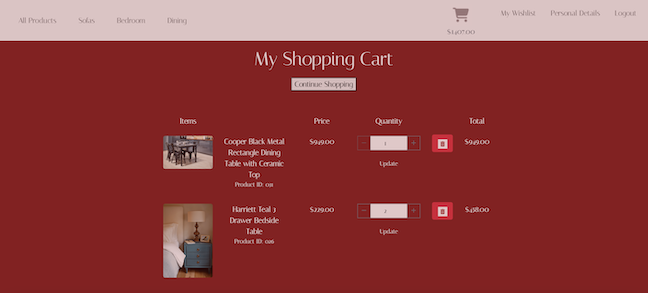 All Products Sofas Bedroom Dining My Wishlist Personal Details Logout
$1407.00
My Shopping Cart
Continue Shopping
Items Price Quantity Total
Cooper Black Metal
Rectangle Dining
Table with Ceramic
Top
Product ID: 031
$949.00 − 1 + $949.00
Update
Harriett Teal 3
Drawer Bedside
Table
Product ID: 026
$229.00 − 2 + $458.00
Update